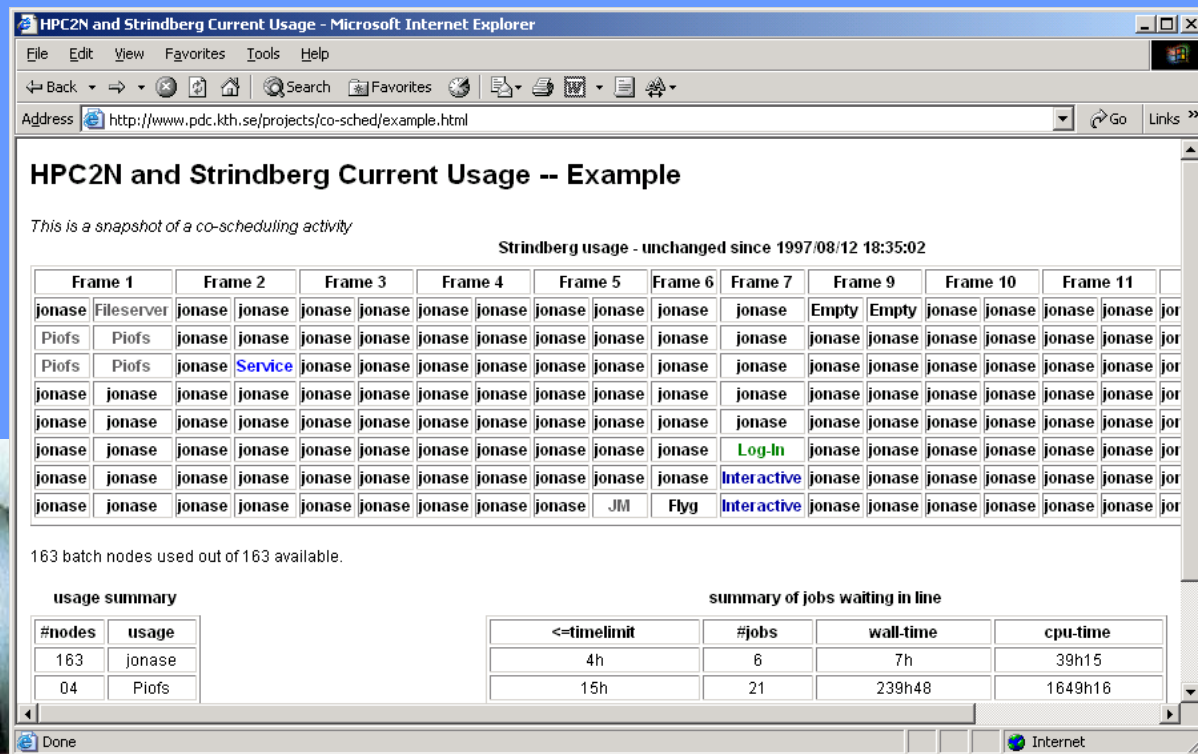 HPC2N and Strindberg Current Usage - Microsoft Internet Explorer
File Edit View Favorites Tools Help
Back Search Favorites
Address http://www.pdc.kth.se/projects/co-sched/example.html Go Links »
HPC2N and Strindberg Current Usage -- Example
This is a snapshot of a co-scheduling activity
Strindberg usage - unchanged since 1997/08/12 18:35:02
Frame 1 Frame 2 Frame 3 Frame 4 Frame 5 Frame 6 Frame 7 Frame 9 Frame 10 Frame 11
jonase Fileserver jonase jonase jonase jonase jonase jonase jonase jonase jonase jonase Empty Empty jonase jonase jonase jonase jor
Piofs Piofs jonase jonase jonase jonase jonase jonase jonase jonase jonase jonase jonase jonase jonase jonase jonase jonase jor
Piofs Piofs jonase Service jonase jonase jonase jonase jonase jonase jonase jonase jonase jonase jonase jonase jonase jonase jor
jonase jonase jonase jonase jonase jonase jonase jonase jonase jonase jonase jonase jonase jonase jonase jonase jonase jonase jor
jonase jonase jonase jonase jonase jonase jonase jonase jonase jonase jonase jonase jonase jonase jonase jonase jonase jonase jor
jonase jonase jonase jonase jonase jonase jonase jonase jonase jonase jonase Log-In jonase jonase jonase jonase jonase jonase jor
jonase jonase jonase jonase jonase jonase jonase jonase jonase jonase jonase Interactive jonase jonase jonase jonase jonase jonase jor
jonase jonase jonase jonase jonase jonase jonase jonase jonase JM Flyg Interactive jonase jonase jonase jonase jonase jonase jor
163 batch nodes used out of 163 available.
usage summary
#nodes usage
163 jonase
04 Piofs
summary of jobs waiting in line
<=timelimit #jobs wall-time cpu-time
4h 6 7h 39h15
15h 21 239h48 1649h16
Done Internet